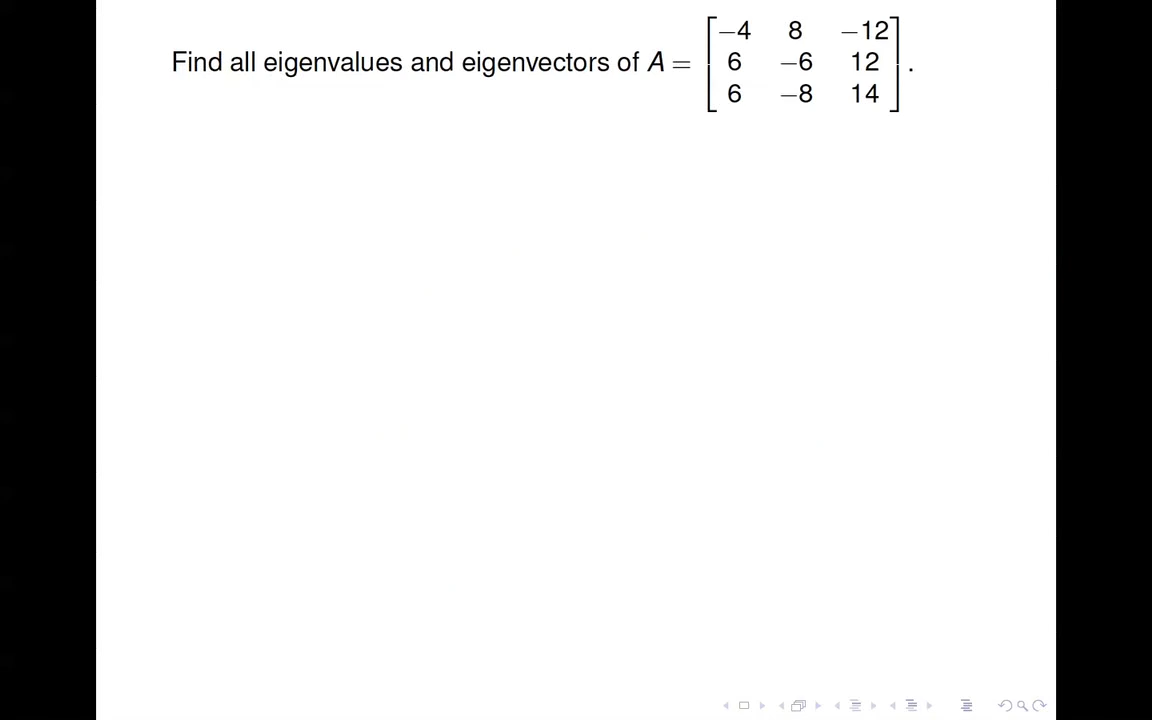 Find all eigenvalues and eigenvectors of A = [−4 8 −12
6 −6 12
6 −8 14].